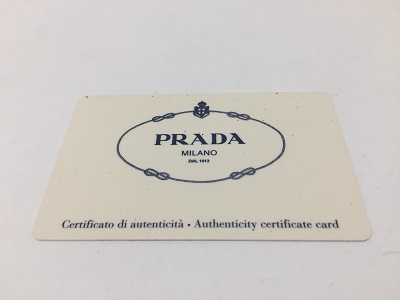 PRADA
MILANO
DAL 1913
Certificato di autenticità • Authenticity certificate card